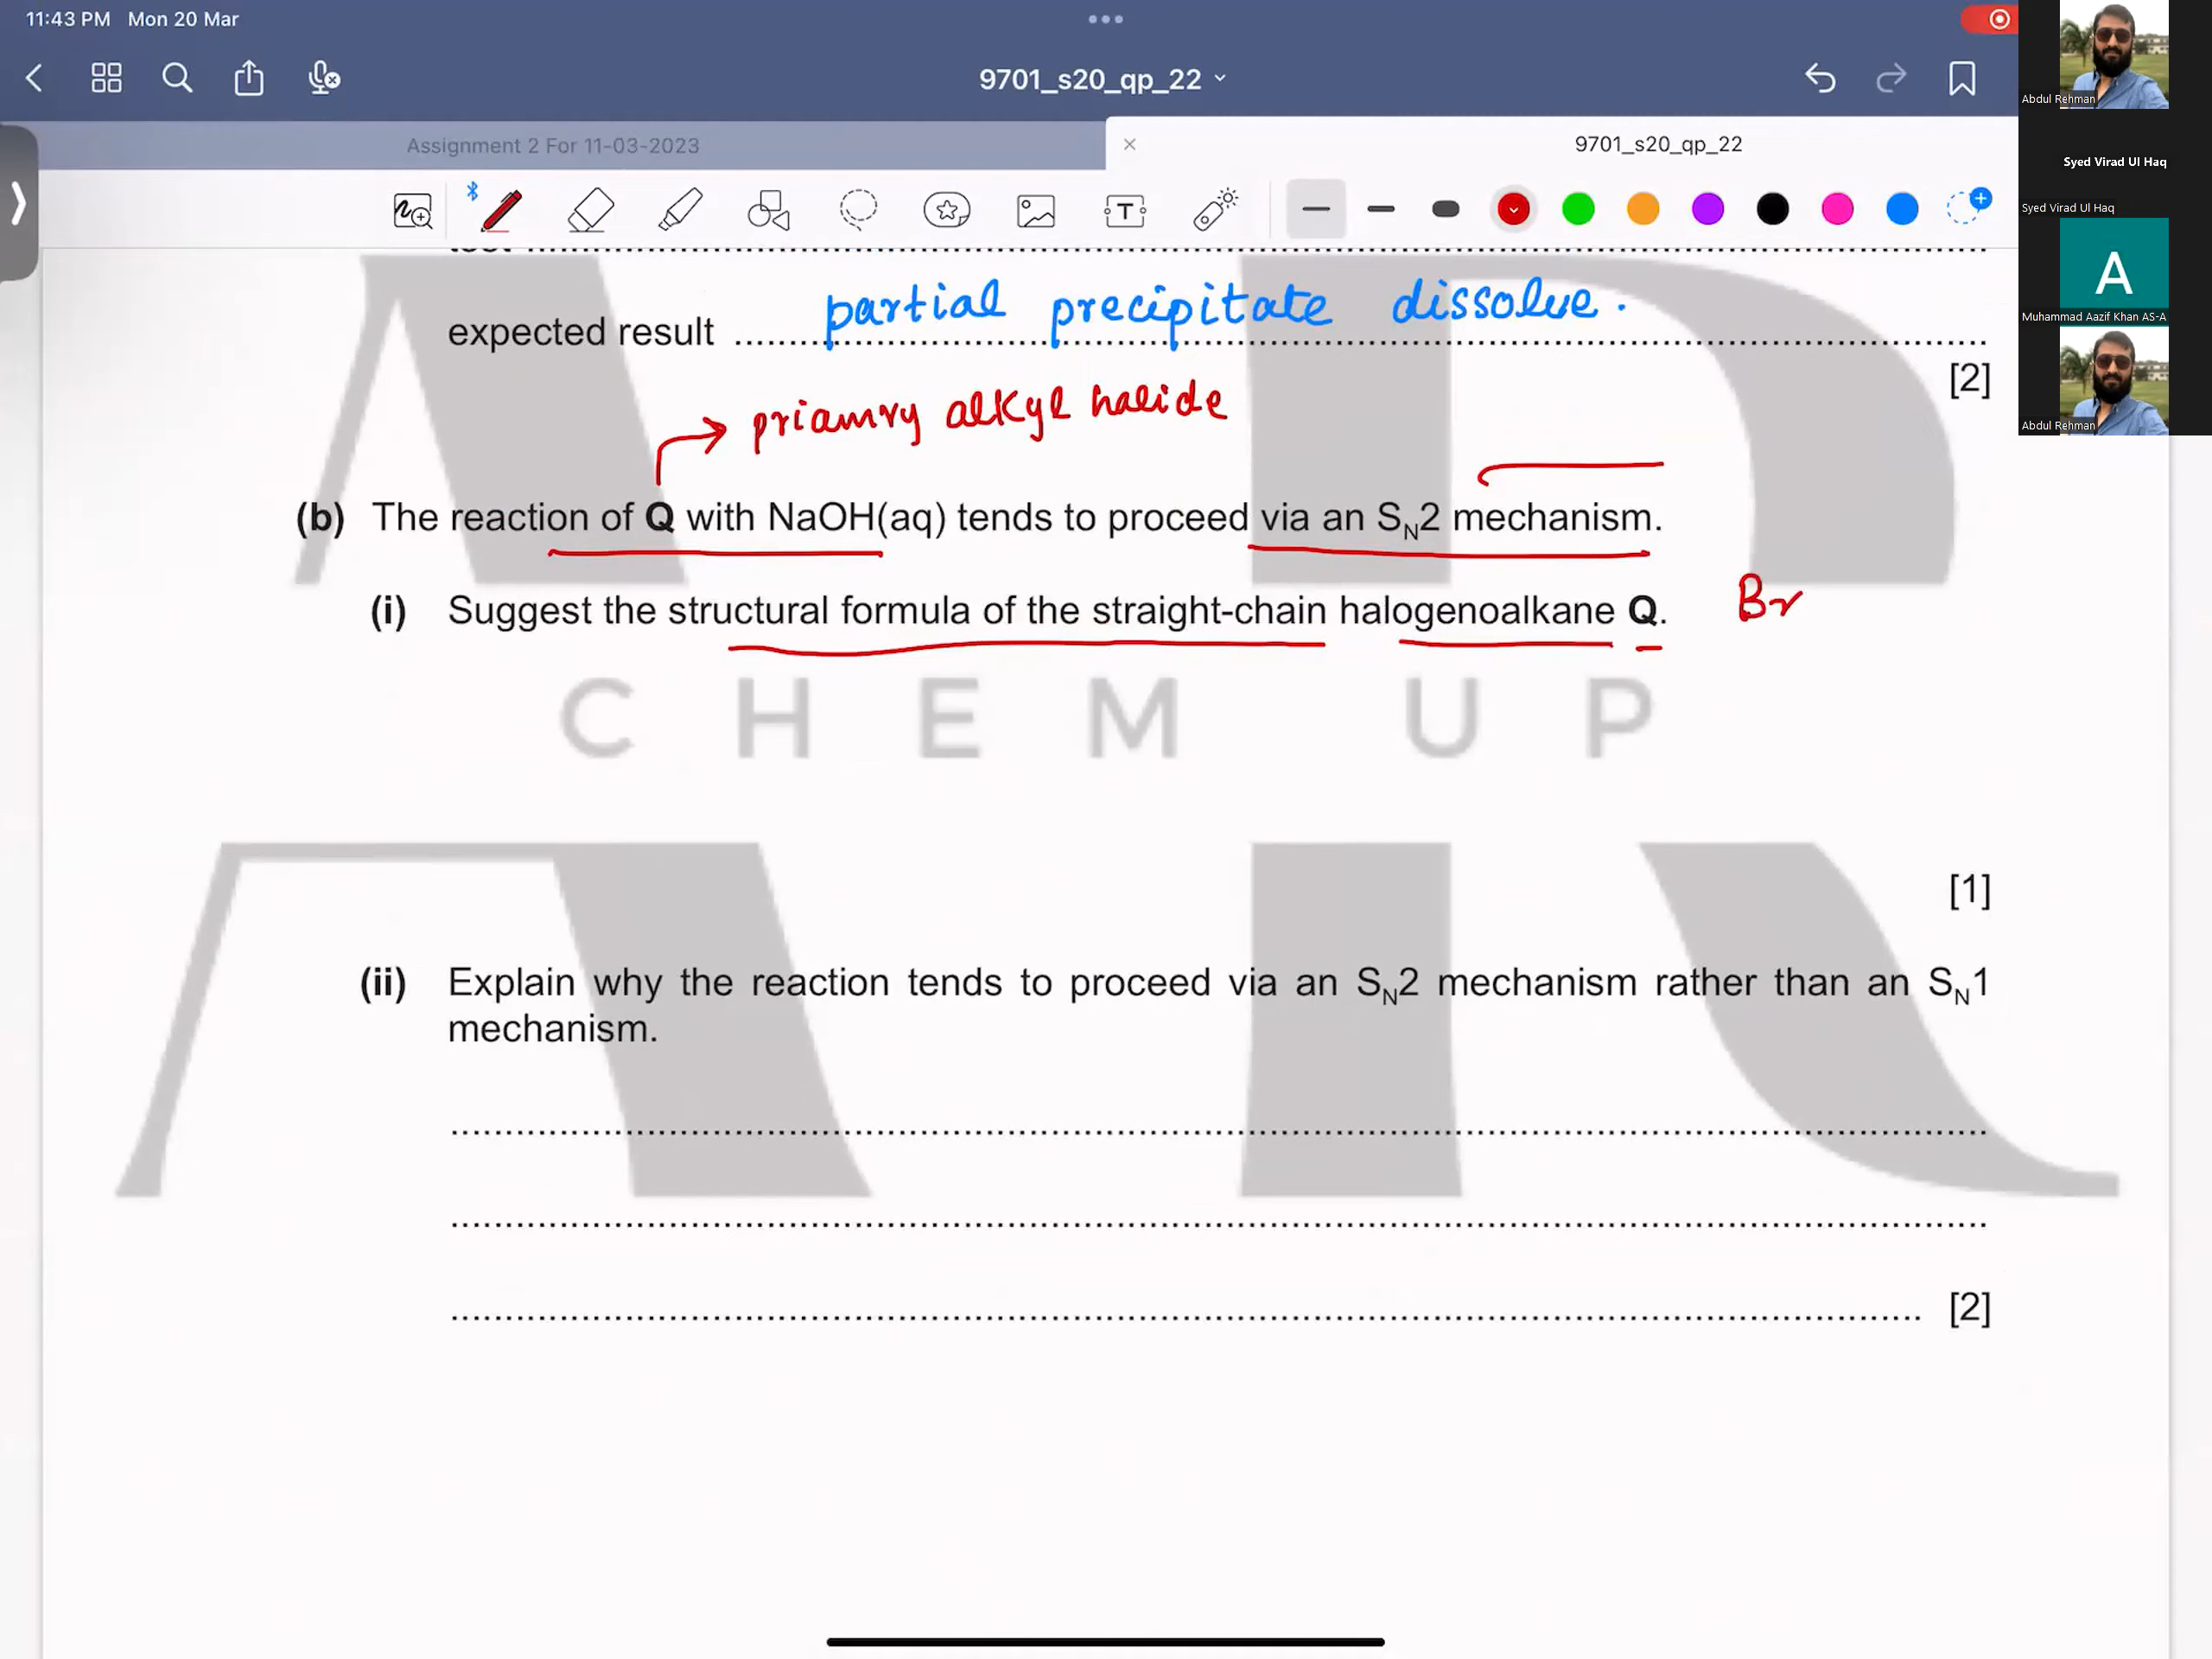 11:43 PM Mon 20 Mar
9701_s20_qp_22
Assignment 2 For 11-03-2023
9701_s20_qp_22
T
Abdul Rehman
Syed Virad Ul Haq
Syed Virad Ul Haq
A
Muhammad Aazif Khan AS-A
Abdul Rehman
partial precipitate dissolve.
expected result
[2]
priamry alkyl halide
(b) The reaction of Q with NaOH(aq) tends to proceed via an SN2 mechanism.
(i) Suggest the structural formula of the straight-chain halogenoalkane Q. Br
CHEM UP
[1]
(ii) Explain why the reaction tends to proceed via an SN2 mechanism rather than an SN1
mechanism.
[2]